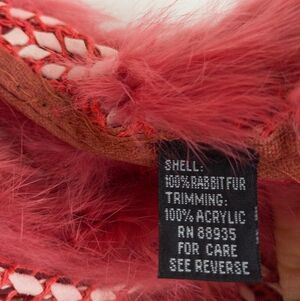 SHELL:
100% RABBIT FUR
TRIMMING:
100% ACRYLIC
RN 88935
FOR CARE
SEE REVERSE